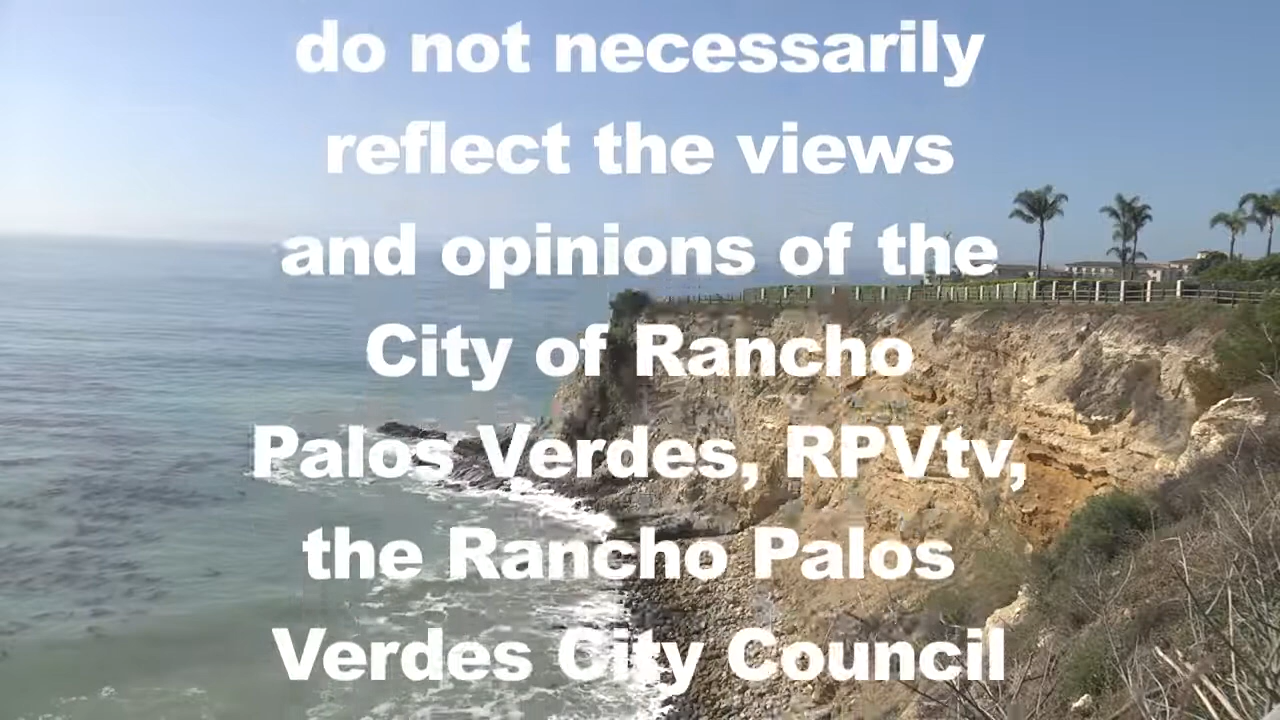 do not necessarily
reflect the views
and opinions of the
City of Rancho
Palos Verdes, RPVtv,
the Rancho Palos
Verdes City Council